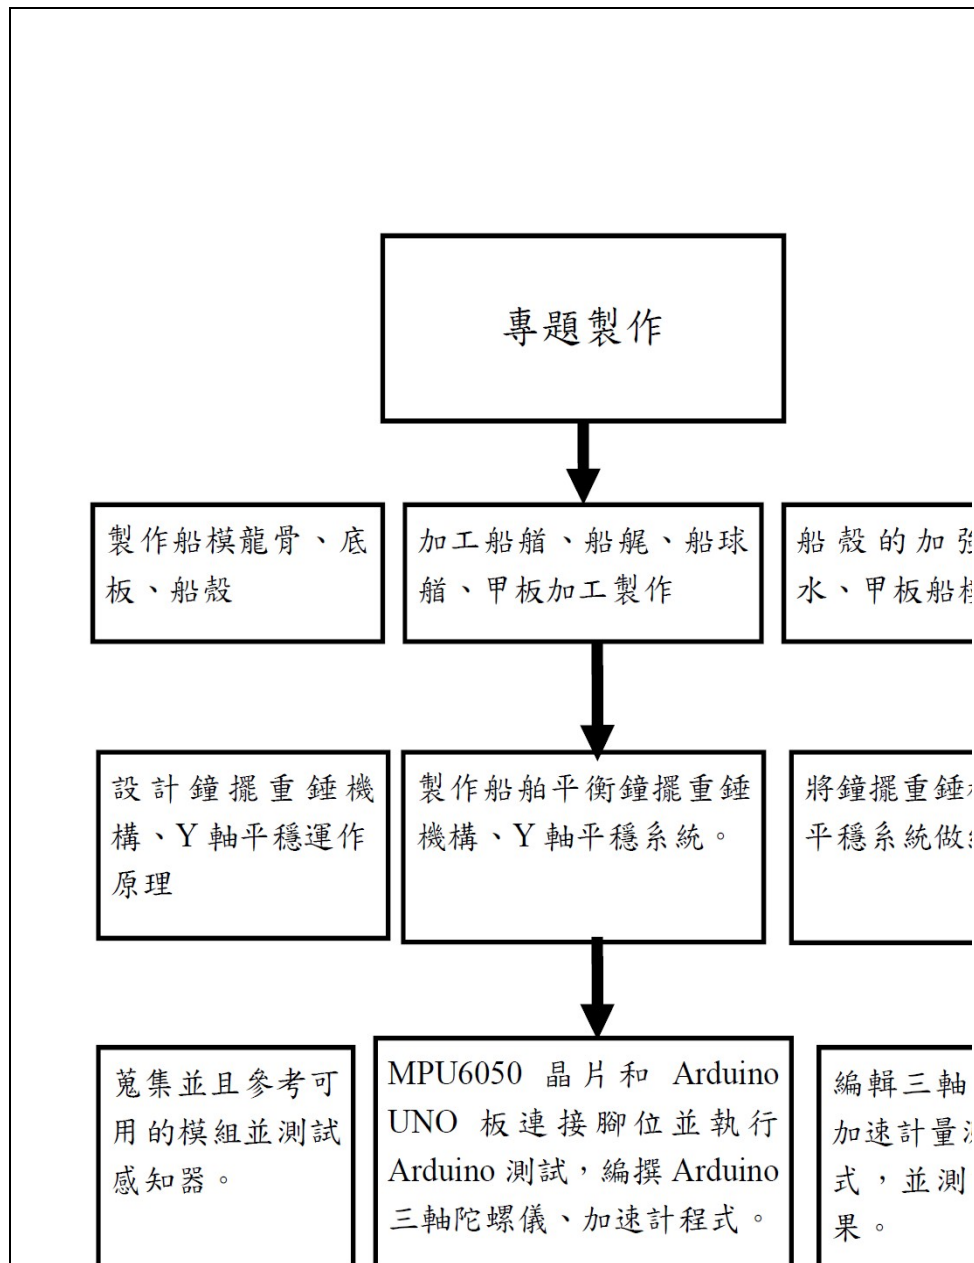 專題製作
製作船模龍骨、底
板、船殼
加工船艏、船艉、船球
艏、甲板加工製作
船殼的加強
水、甲板船模
設計鐘擺重錘機
構、Y 軸平穩運作
原理
製作船舶平衡鐘擺重錘
機構、Y 軸平穩系統。
將鐘擺重錘
平穩系統做
蒐集並且參考可
用的模組並測試
感知器。
MPU6050 晶片和 Arduino
UNO 板連接腳位並執行
Arduino 測試，編撰 Arduino
三軸陀螺儀、加速計程式。
編輯三軸
加速計量
式，並測
果。